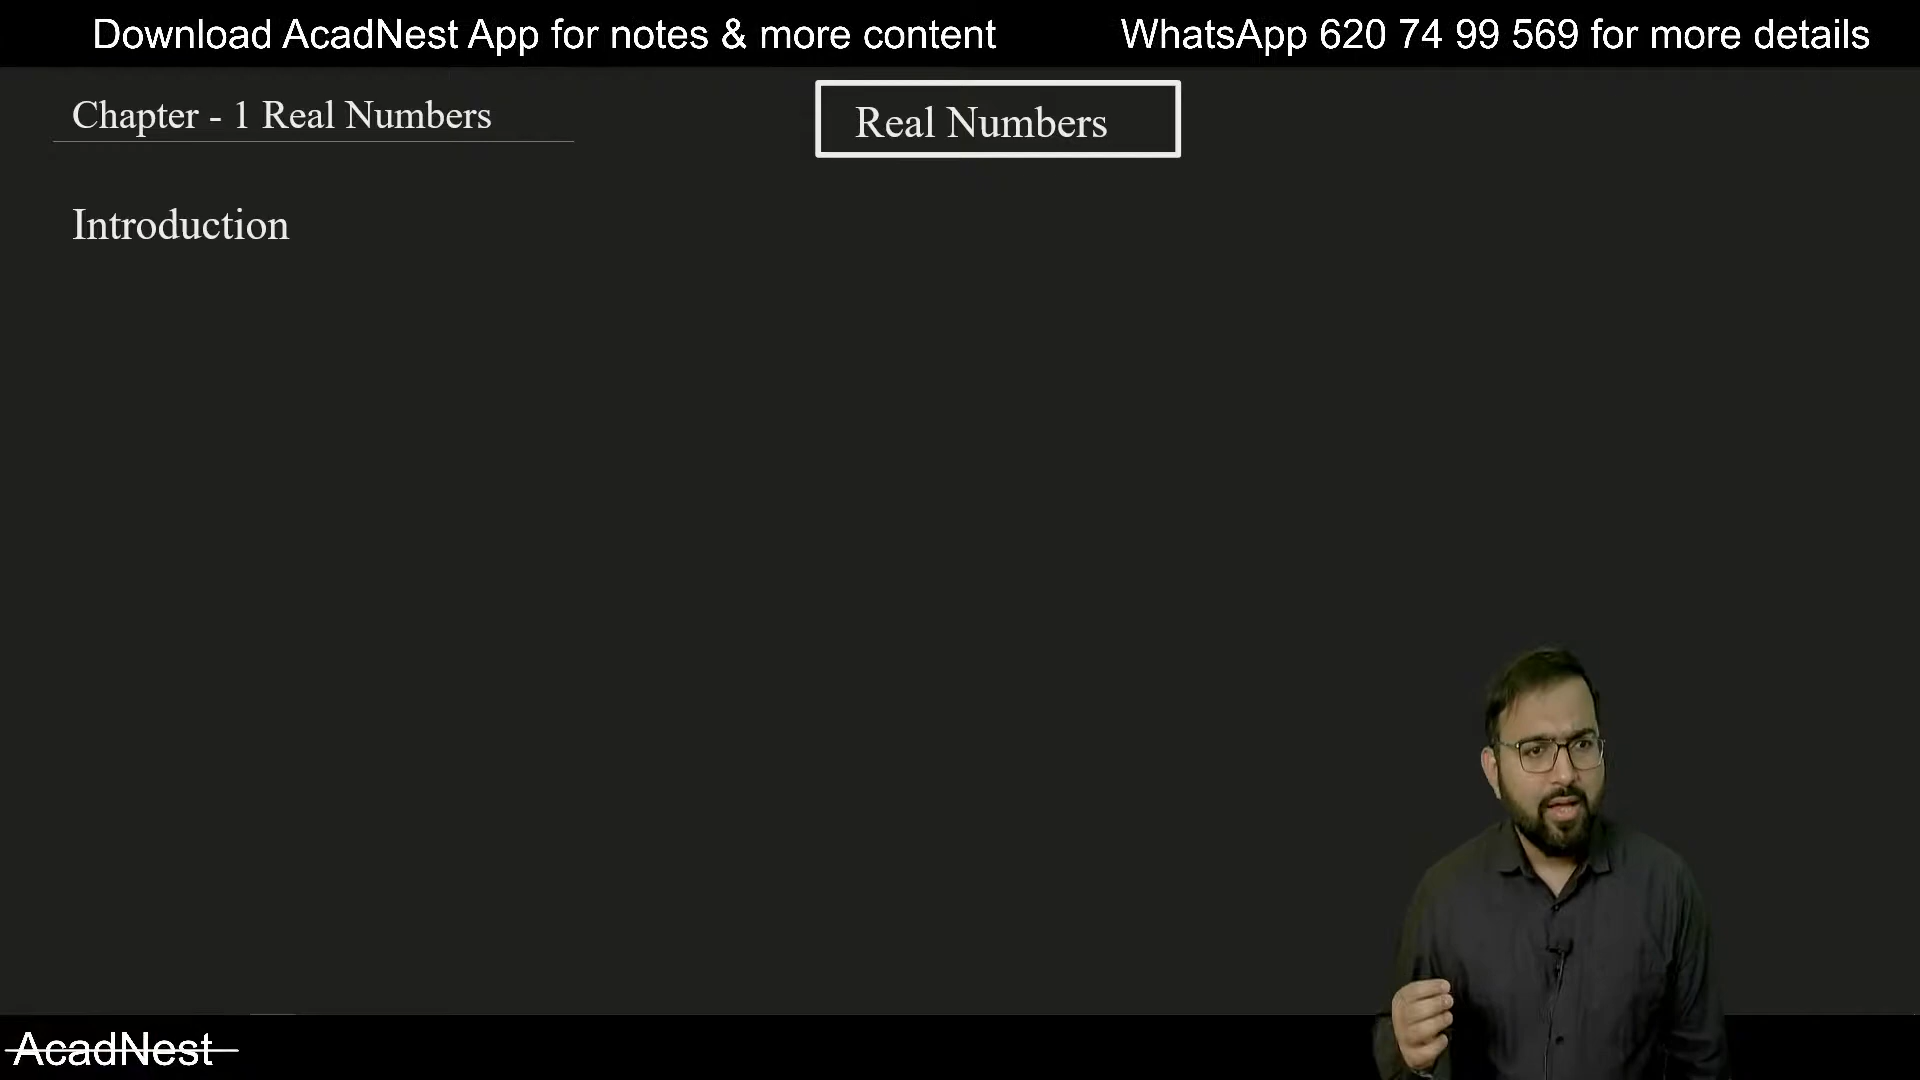 Download AcadNest App for notes & more content
WhatsApp 620 74 99 569 for more details
Chapter - 1 Real Numbers
Real Numbers
Introduction
AcadNest